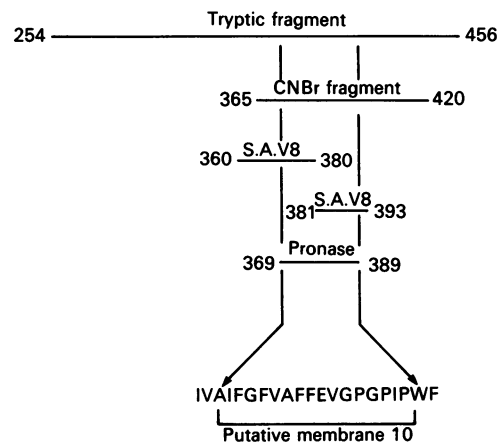 Tryptic fragment
254 456
CNBr fragment
365 420
S.A.V8
360 380
S.A.V8
381 393
Pronase
369 389
IVAIFGFVAFFEVGPGPIPWF
Putative membrane 10